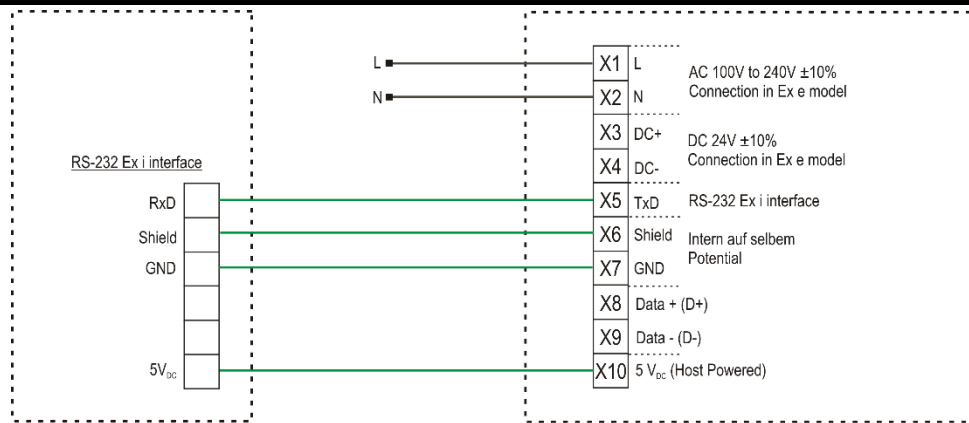 RS-232 Ex i interface
RxD
Shield
GND
5V_DC
L
N
X1 L
X2 N
AC 100V to 240V ±10%
Connection in Ex e model
X3 DC+
X4 DC-
DC 24V ±10%
Connection in Ex e model
X5 TxD RS-232 Ex i interface
X6 Shield
X7 GND
Intern auf selbem
Potential
X8 Data + (D+)
X9 Data - (D-)
X10 5 V_DC (Host Powered)